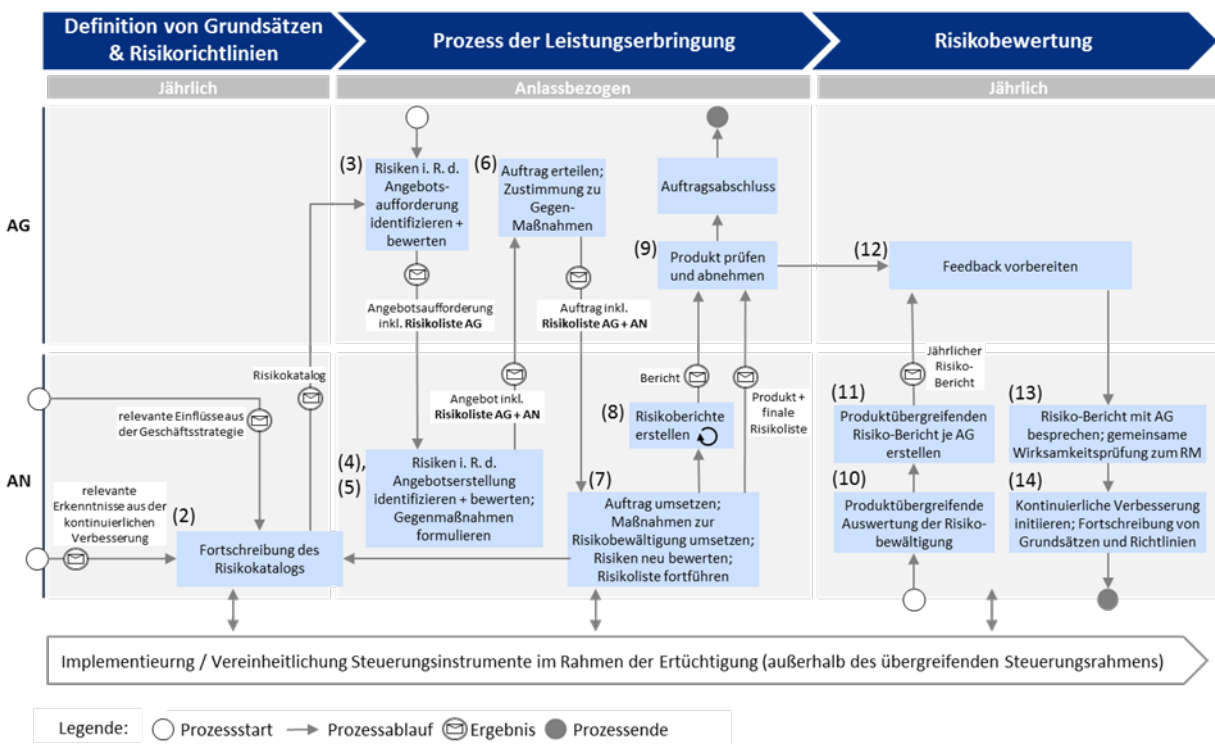 Definition von Grundsätzen
& Risikorichtlinien
Prozess der Leistungserbringung
Risikobewertung
Jährlich
Anlassbezogen
Jährlich
AG
(3)
Risiken i. R. d.
Angebots-
aufforderung
identifizieren +
bewerten
(6)
Auftrag erteilen;
Zustimmung zu
Gegen-
Maßnahmen
Auftragsabschluss
(9)
Produkt prüfen
und abnehmen
(12)
Feedback vorbereiten
Angebotsaufforderung
inkl. Risikoliste AG
Auftrag inkl.
Risikoliste AG + AN
AN
Risikokatalog
relevante Einflüsse aus
der Geschäftsstrategie
relevante
Erkenntnisse aus der
kontinuierlichen
Verbesserung
(2)
Fortschreibung des
Risikokatalogs
Angebot inkl.
Risikoliste AG + AN
(4),
(5)
Risiken i. R. d.
Angebotserstellung
identifizieren + bewerten;
Gegenmaßnahmen
formulieren
Bericht
Produkt +
finale
Risikoliste
(8)
Risikoberichte
erstellen
(7)
Auftrag umsetzen;
Maßnahmen zur
Risikobewältigung umsetzen;
Risiken neu bewerten;
Risikoliste fortführen
Jährlicher
Risiko-
Bericht
(11)
Produktübergreifenden
Risiko-Bericht je AG
erstellen
(10)
Produktübergreifende
Auswertung der Risiko-
bewältigung
(13)
Risiko-Bericht mit AG
besprechen; gemeinsame
Wirksamkeitsprüfung zum RM
(14)
Kontinuierliche Verbesserung
initiieren; Fortschreibung von
Grundsätzen und Richtlinien
Implementieurng / Vereinheitlichung Steuerungsinstrumente im Rahmen der Ertüchtigung (außerhalb des übergreifenden Steuerungsrahmens)
Legende: Prozessstart Prozessablauf Ergebnis Prozessende